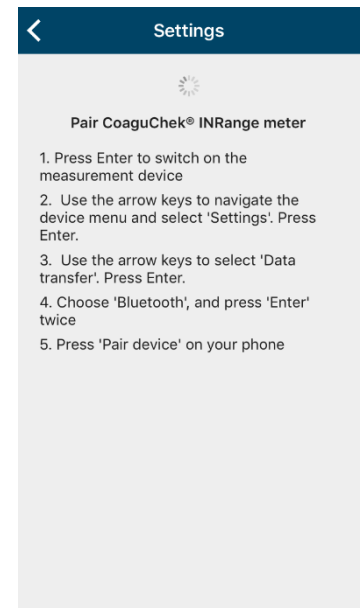 Settings
Pair CoaguChek® INRange meter
1. Press Enter to switch on the
measurement device
2. Use the arrow keys to navigate the
device menu and select 'Settings'. Press
Enter.
3. Use the arrow keys to select 'Data
transfer'. Press Enter.
4. Choose 'Bluetooth', and press 'Enter'
twice
5. Press 'Pair device' on your phone